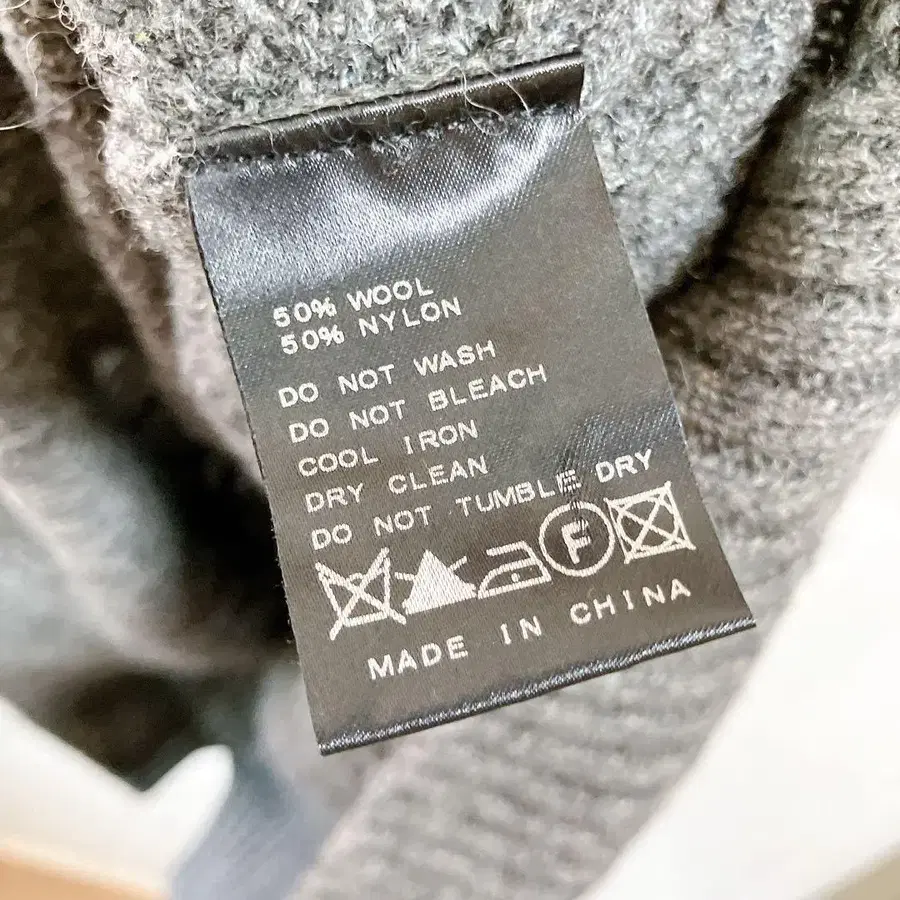 50% WOOL
50% NYLON
DO NOT WASH
DO NOT BLEACH
COOL IRON
DRY CLEAN
DO NOT TUMBLE DRY
F
MADE IN CHINA